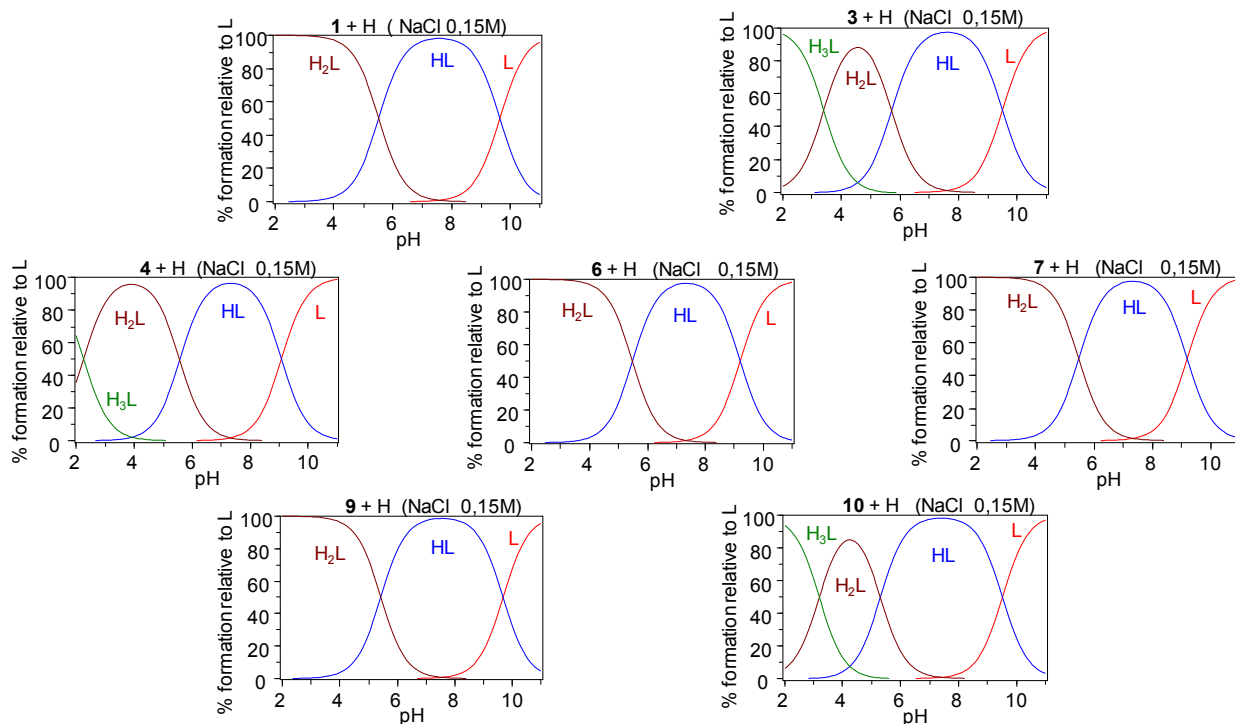 1 + H ( NaCl 0,15M)
% formation relative to L
100
80
60
40
20
0
H2L
HL
L
2 4 6 8 10
pH
3 + H (NaCl 0,15M)
% formation relative to L
100
80
60
40
20
0
H3L
H2L
HL
L
2 4 6 8 10
pH
4 + H (NaCl 0,15M)
% formation relative to L
100
80
60
40
20
0
H2L
HL
L
H3L
2 4 6 8 10
pH
6 + H (NaCl 0,15M)
% formation relative to L
100
80
60
40
20
0
H2L
HL
L
2 4 6 8 10
pH
7 + H (NaCl 0,15M)
% formation relative to L
100
80
60
40
20
0
H2L
HL
L
2 4 6 8 10
pH
9 + H (NaCl 0,15M)
% formation relative to L
100
80
60
40
20
0
H2L
HL
L
2 4 6 8 10
pH
10 + H (NaCl 0,15M)
% formation relative to L
100
80
60
40
20
0
H3L
H2L
HL
L
2 4 6 8 10
pH